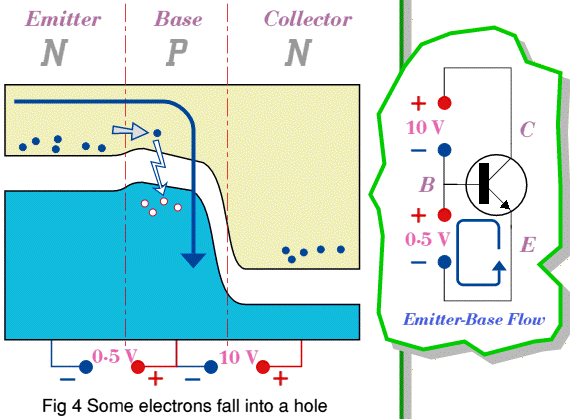 Emitter Base Collector
N P N
+
10 V
−
C
B
+
0·5 V
−
E
Emitter-Base Flow
0·5 V 10 V
− + − +
Fig 4 Some electrons fall into a hole